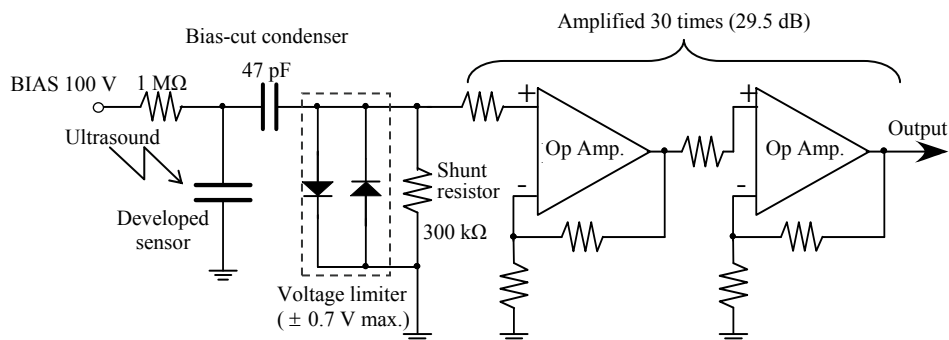 Amplified 30 times (29.5 dB)
Bias-cut condenser
47 pF
BIAS 100 V
1 MΩ
Ultrasound
Developed
sensor
Shunt
resistor
300 kΩ
Voltage limiter
( ± 0.7 V max.)
+
Op Amp.
-
+
Op Amp.
-
Output